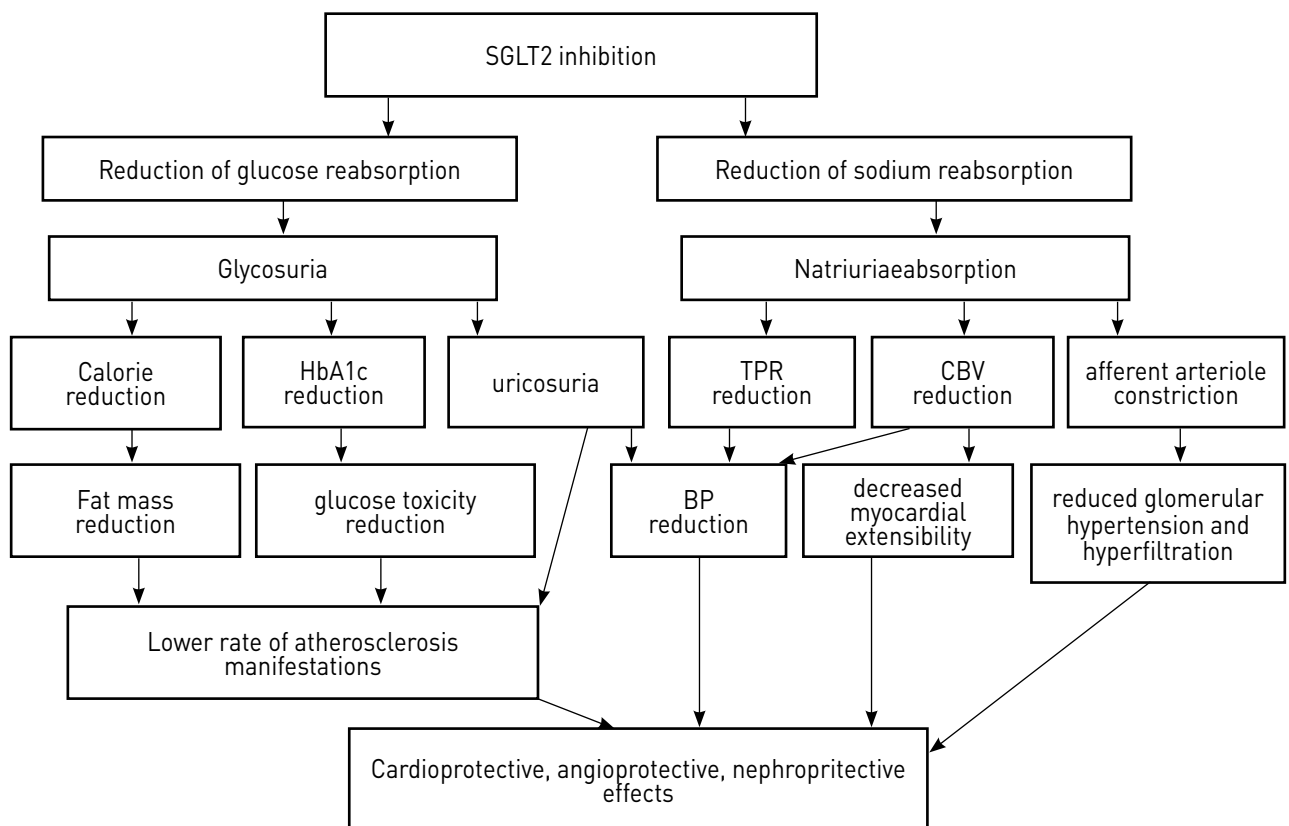 SGLT2 inhibition
Reduction of glucose reabsorption
Reduction of sodium reabsorption
Glycosuria
Natriuriaeabsorption
Calorie
reduction
HbA1c
reduction
uricosuria
TPR
reduction
CBV
reduction
afferent arteriole
constriction
Fat mass
reduction
glucose toxicity
reduction
BP
reduction
decreased
myocardial
extensibility
reduced glomerular
hypertension and
hyperfiltration
Lower rate of atherosclerosis
manifestations
Cardioprotective, angioprotective, nephropritective
effects